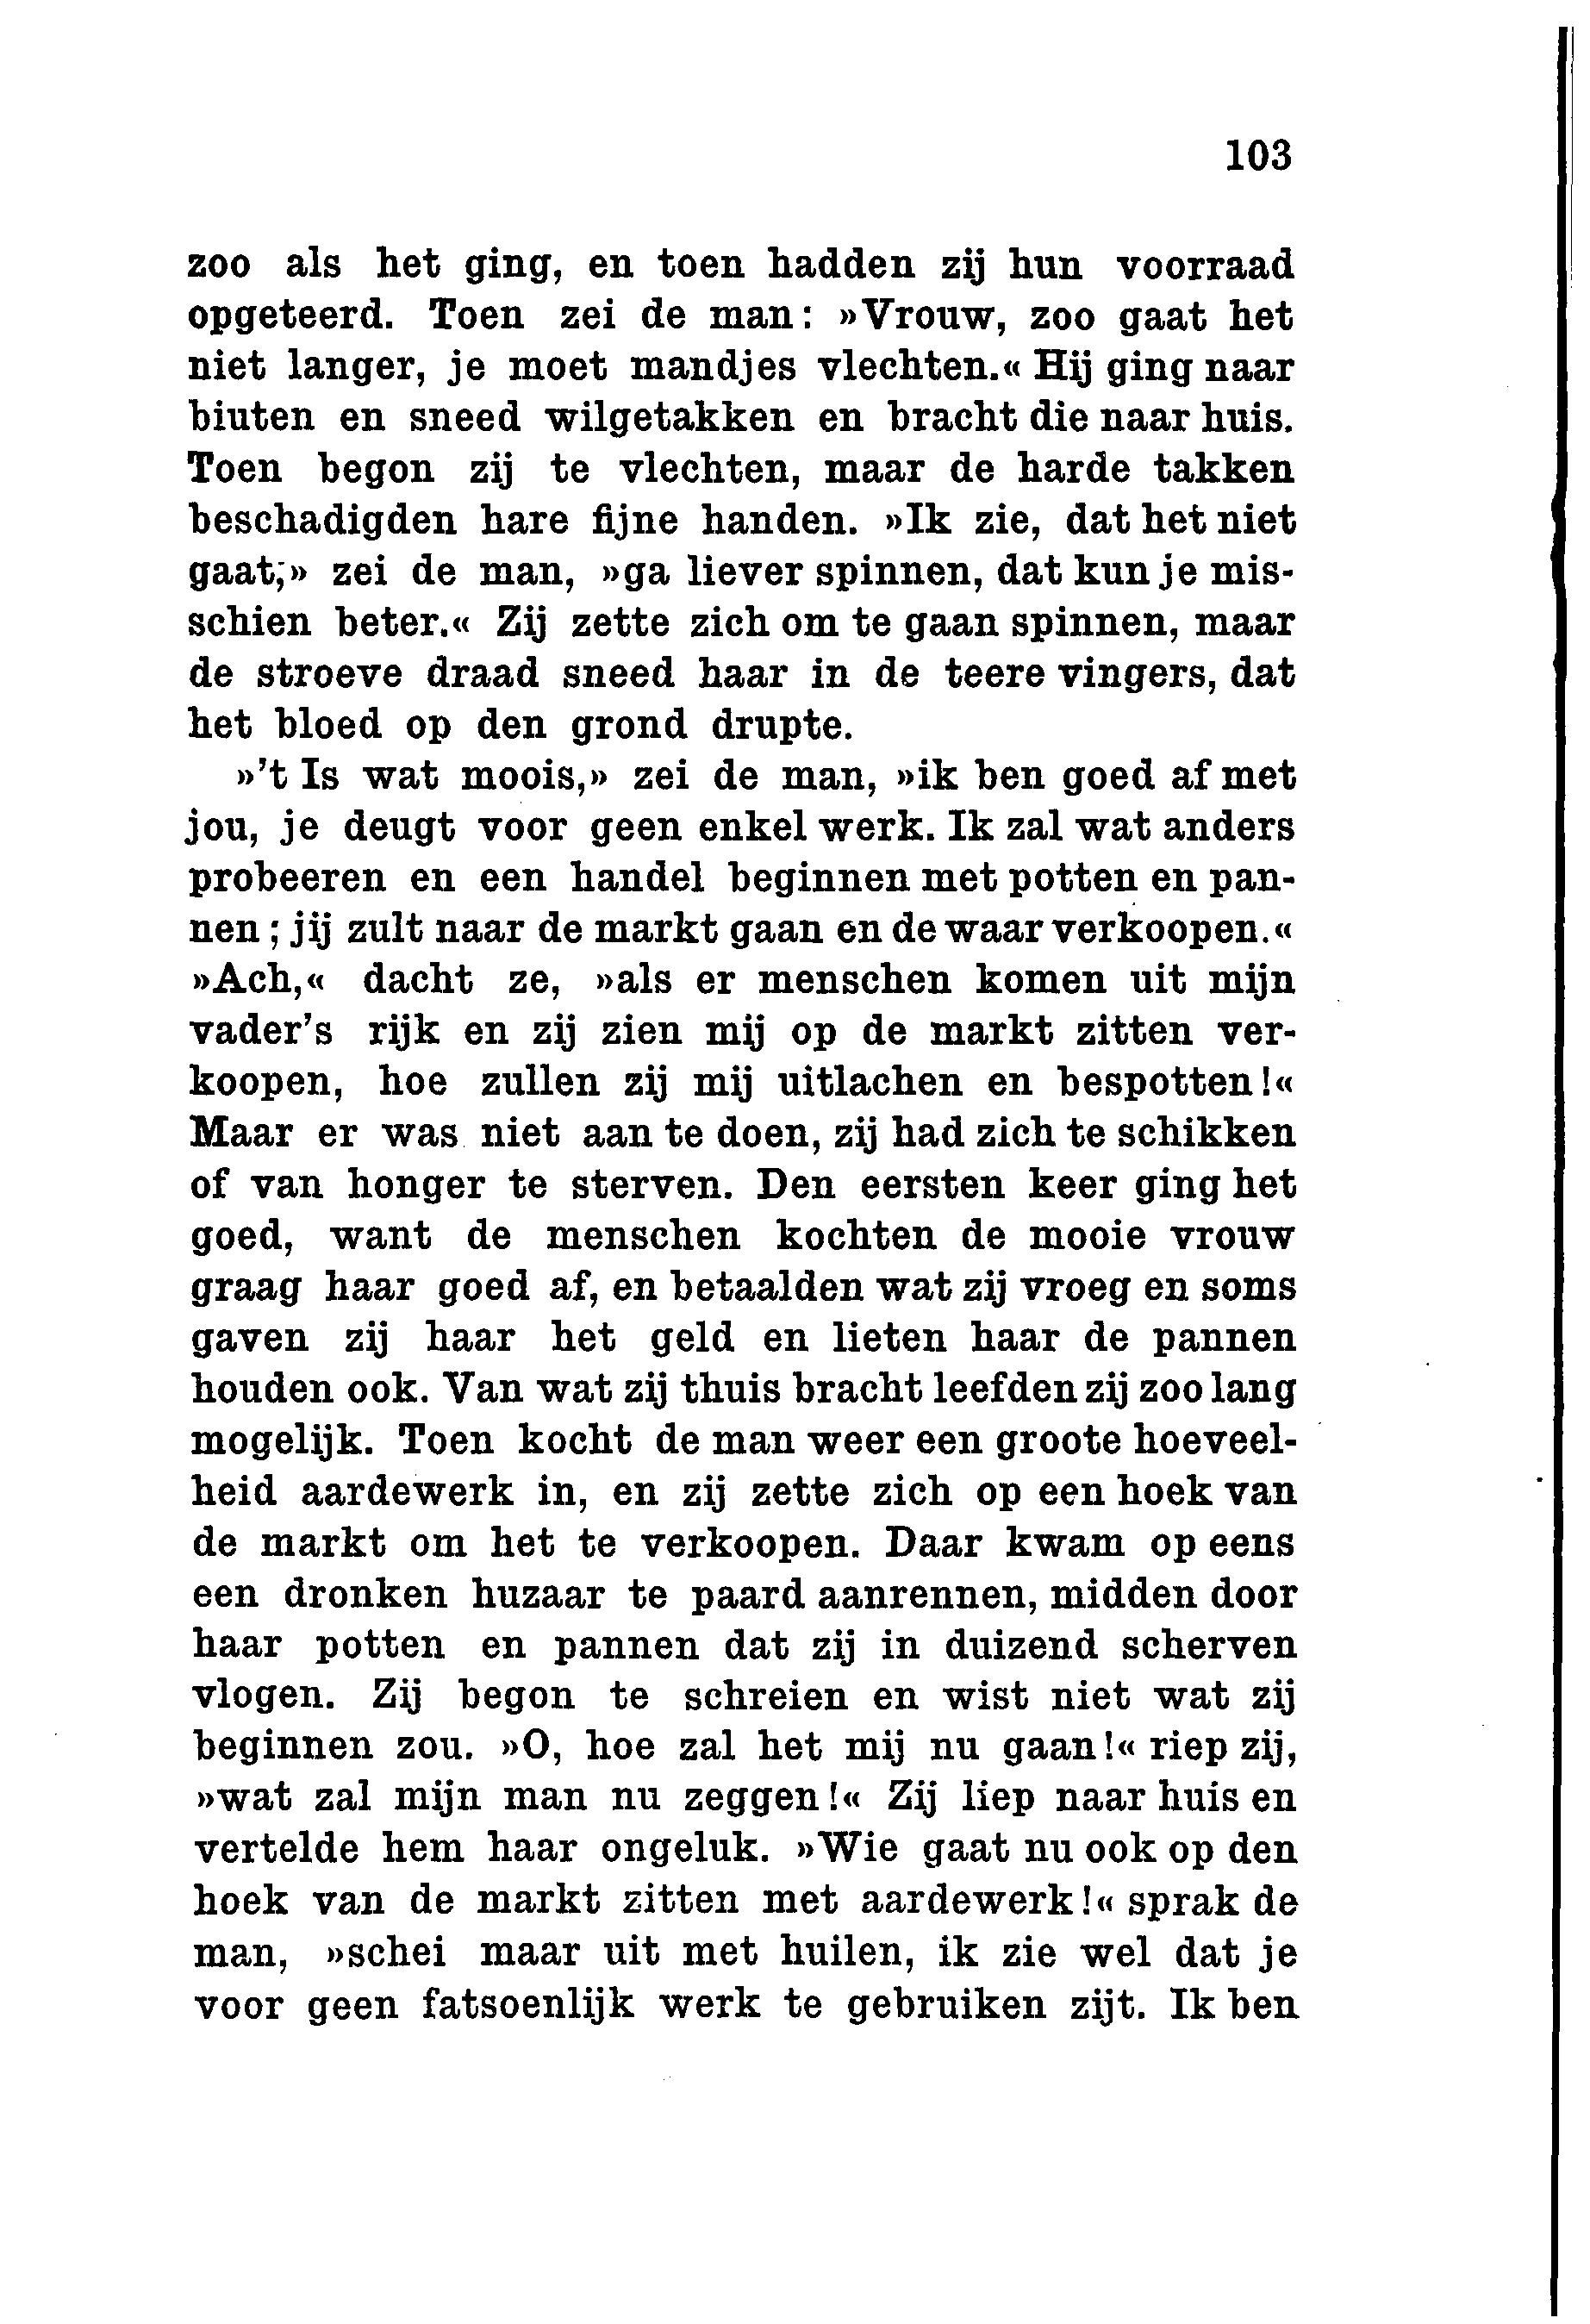 103
zoo als het ging, en toen hadden zij hun voorraad
opgeteerd. Toen zei de man: »Vrouw, zoo gaat het
niet langer, je moet mandjes vlechten.« Hij ging naar
biuten en sneed wilgetakken en bracht die naar huis.
Toen begon zij te vlechten, maar de harde takken
beschadigden hare fijne handen. »Ik zie, dat het niet
gaat;» zei de man, »ga liever spinnen, dat kun je mis-
schien beter.« Zij zette zich om te gaan spinnen, maar
de stroeve draad sneed haar in de teere vingers, dat
het bloed op den grond drupte.
»'t Is wat moois,» zei de man, »ik ben goed af met
jou, je deugt voor geen enkel werk. Ik zal wat anders
probeeren en een handel beginnen met potten en pan-
nen; jij zult naar de markt gaan en de waar verkoopen.«
»Ach,« dacht ze, »als er menschen komen uit mijn
vader's rijk en zij zien mij op de markt zitten ver-
koopen, hoe zullen zij mij uitlachen en bespotten!«
Maar er was niet aan te doen, zij had zich te schikken
of van honger te sterven. Den eersten keer ging het
goed, want de menschen kochten de mooie vrouw
graag haar goed af, en betaalden wat zij vroeg en soms
gaven zij haar het geld en lieten haar de pannen
houden ook. Van wat zij thuis bracht leefden zij zoo lang
mogelijk. Toen kocht de man weer een groote hoeveel-
heid aardewerk in, en zij zette zich op een hoek van
de markt om het te verkoopen. Daar kwam op eens
een dronken huzaar te paard aanrennen, midden door
haar potten en pannen dat zij in duizend scherven
vlogen. Zij begon te schreien en wist niet wat zij
beginnen zou. »O, hoe zal het mij nu gaan!« riep zij,
»wat zal mijn man nu zeggen!« Zij liep naar huis en
vertelde hem haar ongeluk. »Wie gaat nu ook op den
hoek van de markt zitten met aardewerk!« sprak de
man, »schei maar uit met huilen, ik zie wel dat je
voor geen fatsoenlijk werk te gebruiken zijt. Ik ben